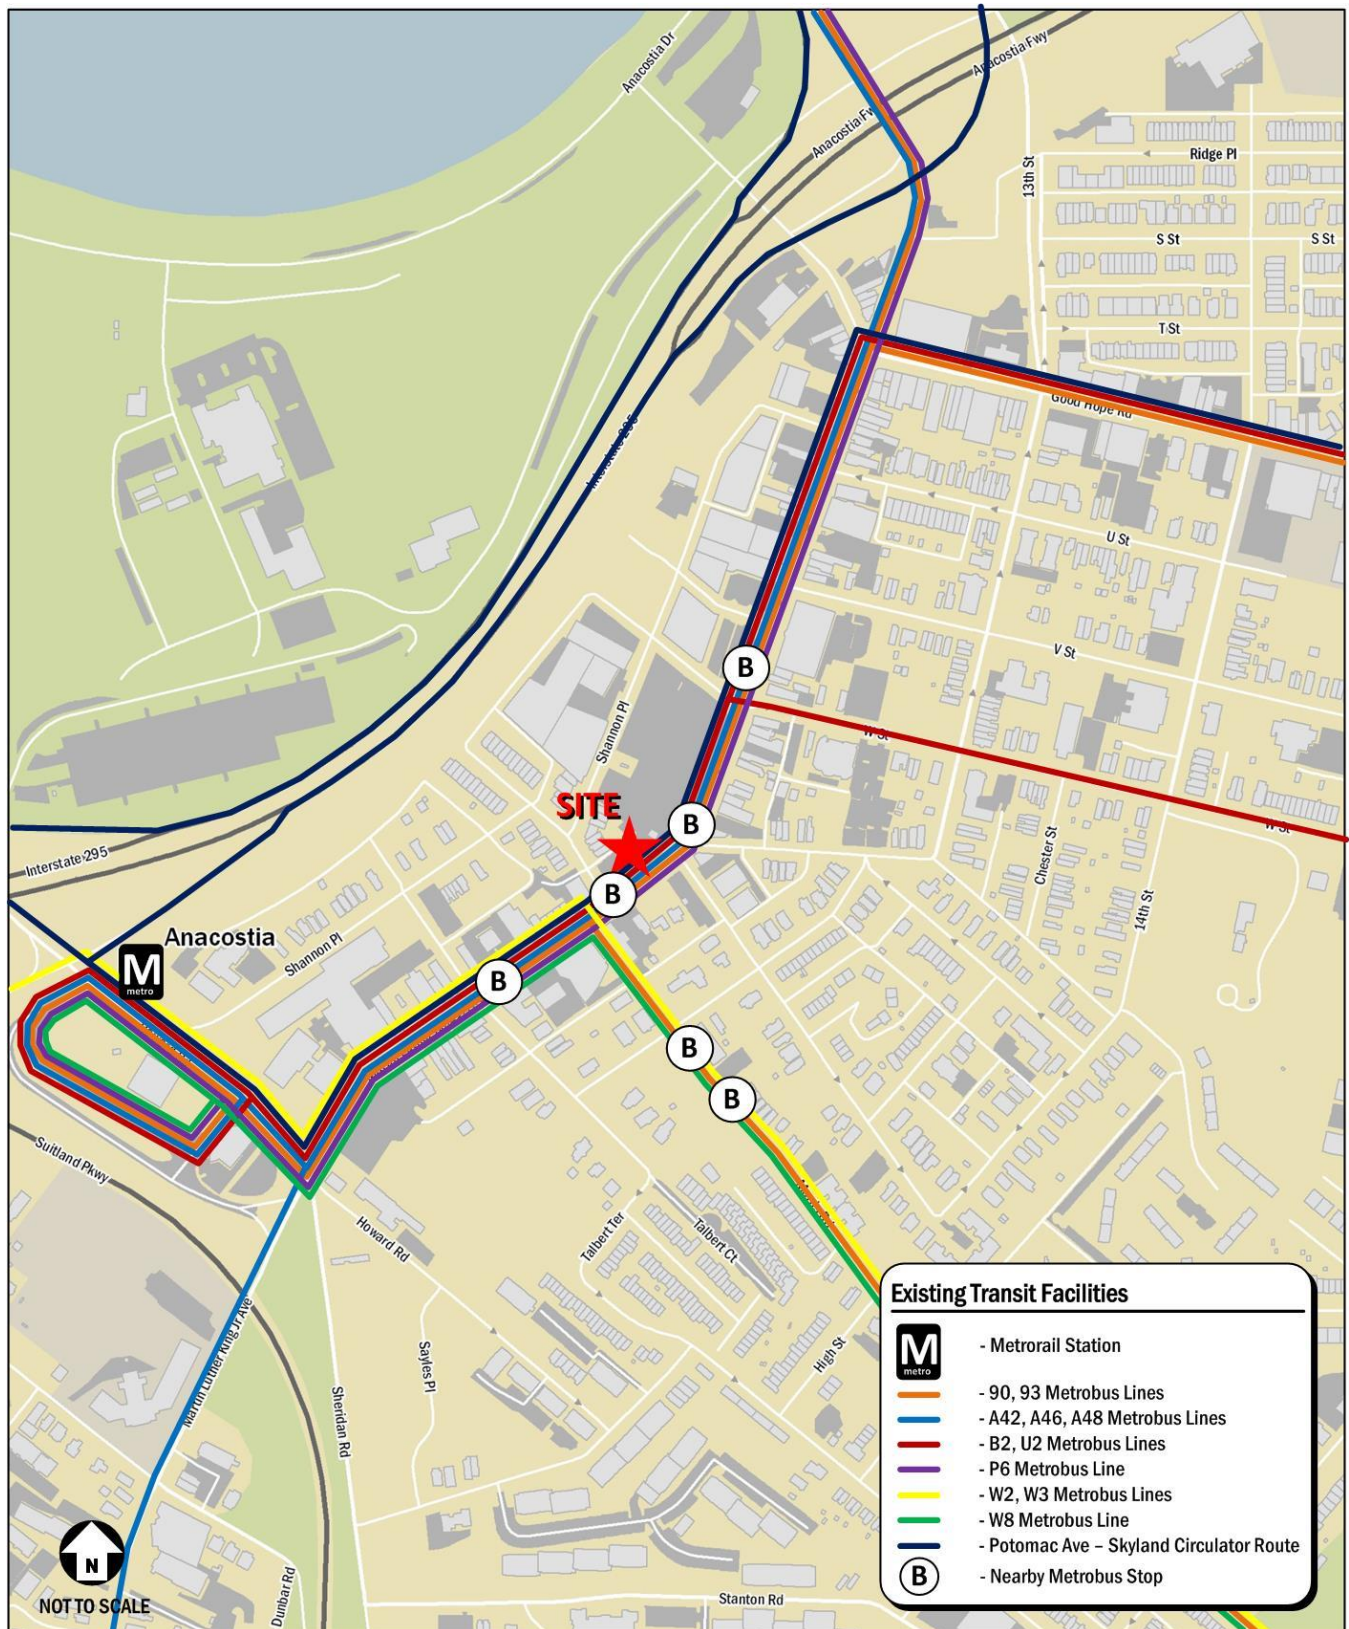 Anacostia Dr
Anacostia Fwy
Anacostia Fw
13th St
Ridge Pl
S St
S St
T St
Good Hope Rd
Interstate 295
U St
V St
Shannon Pl
W St
SITE
B
B
B
B
B
B
W St
Chester St
14th St
Interstate 295
Anacostia
M
metro
Shannon Pl
Suitland Pkwy
Howard Rd
Talbert Ter
Talbert Ct
Martin Luther King Jr Ave
Sayles Pl
High St
Sheridan Rd
Dunbar Rd
Stanton Rd
N
NOT TO SCALE
Existing Transit Facilities
M
metro
- Metrorail Station
- 90, 93 Metrobus Lines
- A42, A46, A48 Metrobus Lines
- B2, U2 Metrobus Lines
- P6 Metrobus Line
- W2, W3 Metrobus Lines
- W8 Metrobus Line
- Potomac Ave – Skyland Circulator Route
B
- Nearby Metrobus Stop